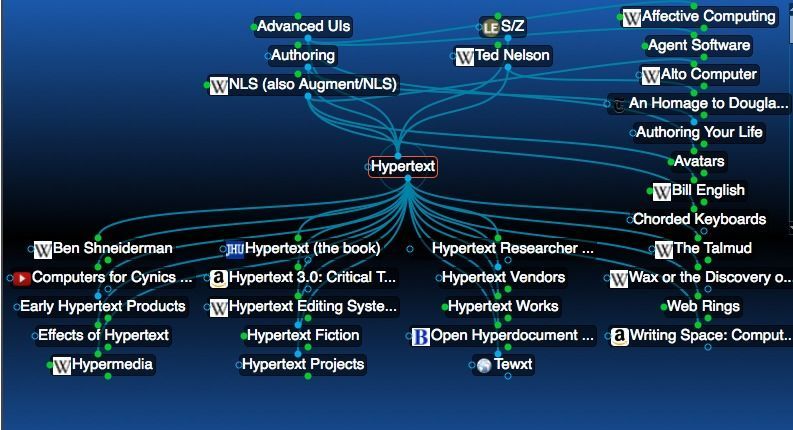 Advanced UIs
Authoring
W NLS (also Augment/NLS)
LE S/Z
W Ted Nelson
W Affective Computing
Agent Software
W Alto Computer
An Homage to Dougla...
Authoring Your Life
Avatars
W Bill English
Chorded Keyboards
Hypertext
W Ben Shneiderman
Computers for Cynics ...
Early Hypertext Products
Effects of Hypertext
W Hypermedia
THU Hypertext (the book)
a Hypertext 3.0: Critical T...
W Hypertext Editing Syste...
Hypertext Fiction
Hypertext Projects
Hypertext Researcher ...
Hypertext Vendors
Hypertext Works
B Open Hyperdocument ...
Tewxt
W The Talmud
W Wax or the Discovery o...
Web Rings
a Writing Space: Comput...